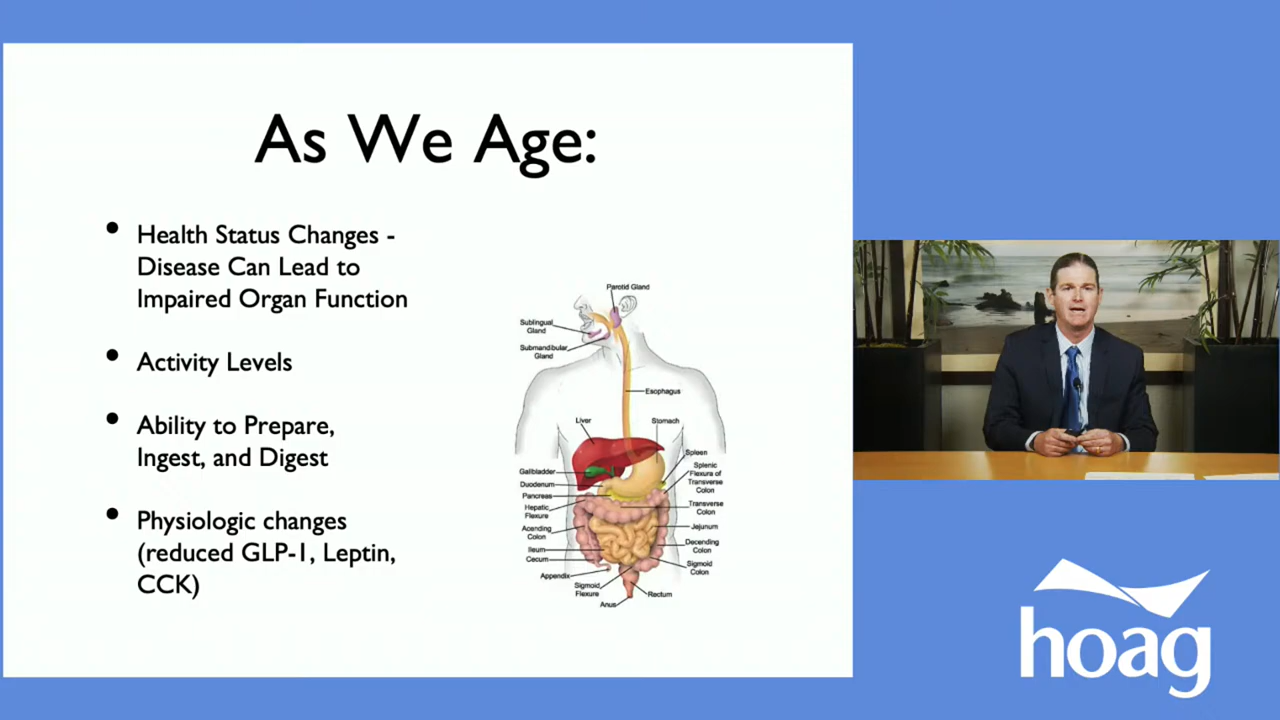 As We Age:
• Health Status Changes -
Disease Can Lead to
Impaired Organ Function
• Activity Levels
• Ability to Prepare,
Ingest, and Digest
• Physiologic changes
(reduced GLP-1, Leptin,
CCK)
Parotid Gland
Sublingual
Gland
Submandibular
Gland
Esophagus
Liver
Stomach
Spleen
Splenic
Flexura of
Transverse
Colon
Gallbladder
Duodenum
Pancreas
Hepatic
Flexure
Transverse
Colon
Acending
Colon
Jejunum
Decending
Colon
Ileum
Cecum
Sigmoid
Colon
Appendix
Sigmoid
Flexure
Rectum
Anus
hoag